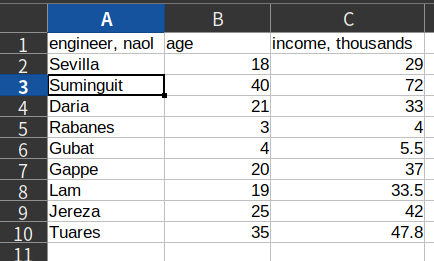 A B C
1 engineer, naol age income, thousands
2 Sevilla 18 29
3 Suminguit 40 72
4 Daria 21 33
5 Rabanes 3 4
6 Gubat 4 5.5
7 Gappe 20 37
8 Lam 19 33.5
9 Jereza 25 42
10 Tuares 35 47.8
11